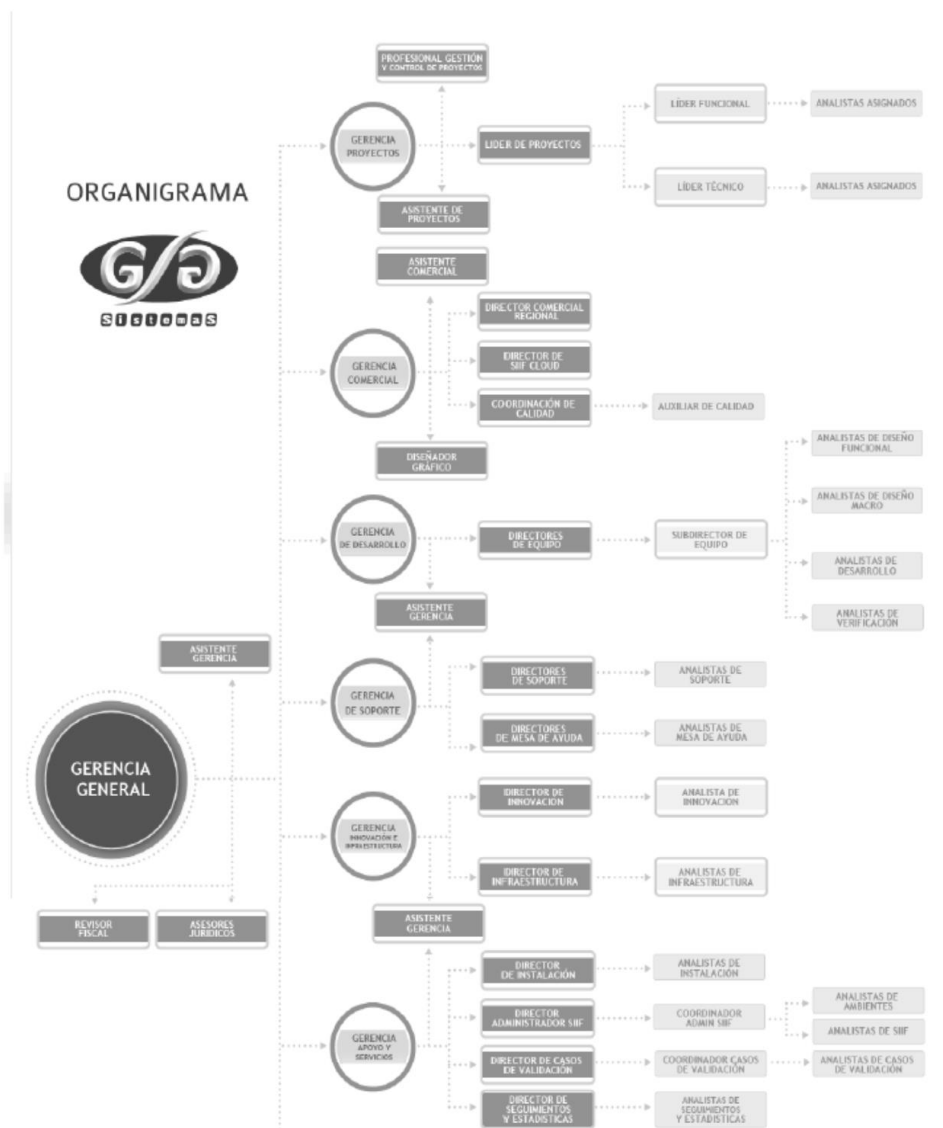 PROFESIONAL GESTIÓN
Y CONTROL DE PROYECTOS
GERENCIA
PROYECTOS
LIDER DE PROYECTOS
LÍDER FUNCIONAL
ANALISTAS ASIGNADOS
LÍDER TÉCNICO
ANALISTAS ASIGNADOS
ASISTENTE DE
PROYECTOS
ORGANIGRAMA
GG
SistemaS
ASISTENTE
COMERCIAL
GERENCIA
COMERCIAL
DIRECTOR COMERCIAL
REGIONAL
DIRECTOR DE
SIIF CLOUD
COORDINACIÓN DE
CALIDAD
AUXILIAR DE CALIDAD
DISEÑADOR
GRÁFICO
GERENCIA
DE DESARROLLO
DIRECTORES
DE EQUIPO
SUBDIRECTOR DE
EQUIPO
ANALISTAS DE DISEÑO
FUNCIONAL
ANALISTAS DE DISEÑO
MACRO
ANALISTAS DE
DESARROLLO
ANALISTAS DE
VERIFICACIÓN
ASISTENTE
GERENCIA
ASISTENTE
GERENCIA
GERENCIA
DE SOPORTE
DIRECTORES
DE SOPORTE
ANALISTAS DE
SOPORTE
DIRECTORES
DE MESA DE AYUDA
ANALISTAS DE
MESA DE AYUDA
GERENCIA
GENERAL
GERENCIA
INNOVACIÓN E
INFRAESTRUCTURA
DIRECTOR DE
INNOVACIÓN
ANALISTA DE
INNOVACIÓN
DIRECTOR DE
INFRAESTRUCTURA
ANALISTAS DE
INFRAESTRUCTURA
REVISOR
FISCAL
ASESORES
JURÍDICOS
ASISTENTE
GERENCIA
GERENCIA
APOYO Y
SERVICIOS
DIRECTOR
DE INSTALACIÓN
ANALISTAS DE
INSTALACIÓN
DIRECTOR
ADMINISTRADOR SIIF
COORDINADOR
ADMIN SIIF
ANALISTAS DE
AMBIENTES
ANALISTAS DE SIIF
DIRECTOR DE CASOS
DE VALIDACIÓN
COORDINADOR CASOS
DE VALIDACIÓN
ANALISTAS DE CASOS
DE VALIDACIÓN
DIRECTOR DE
SEGUIMIENTOS
Y ESTADISTICAS
ANALISTAS DE
SEGUIMIENTOS
Y ESTADISTICAS